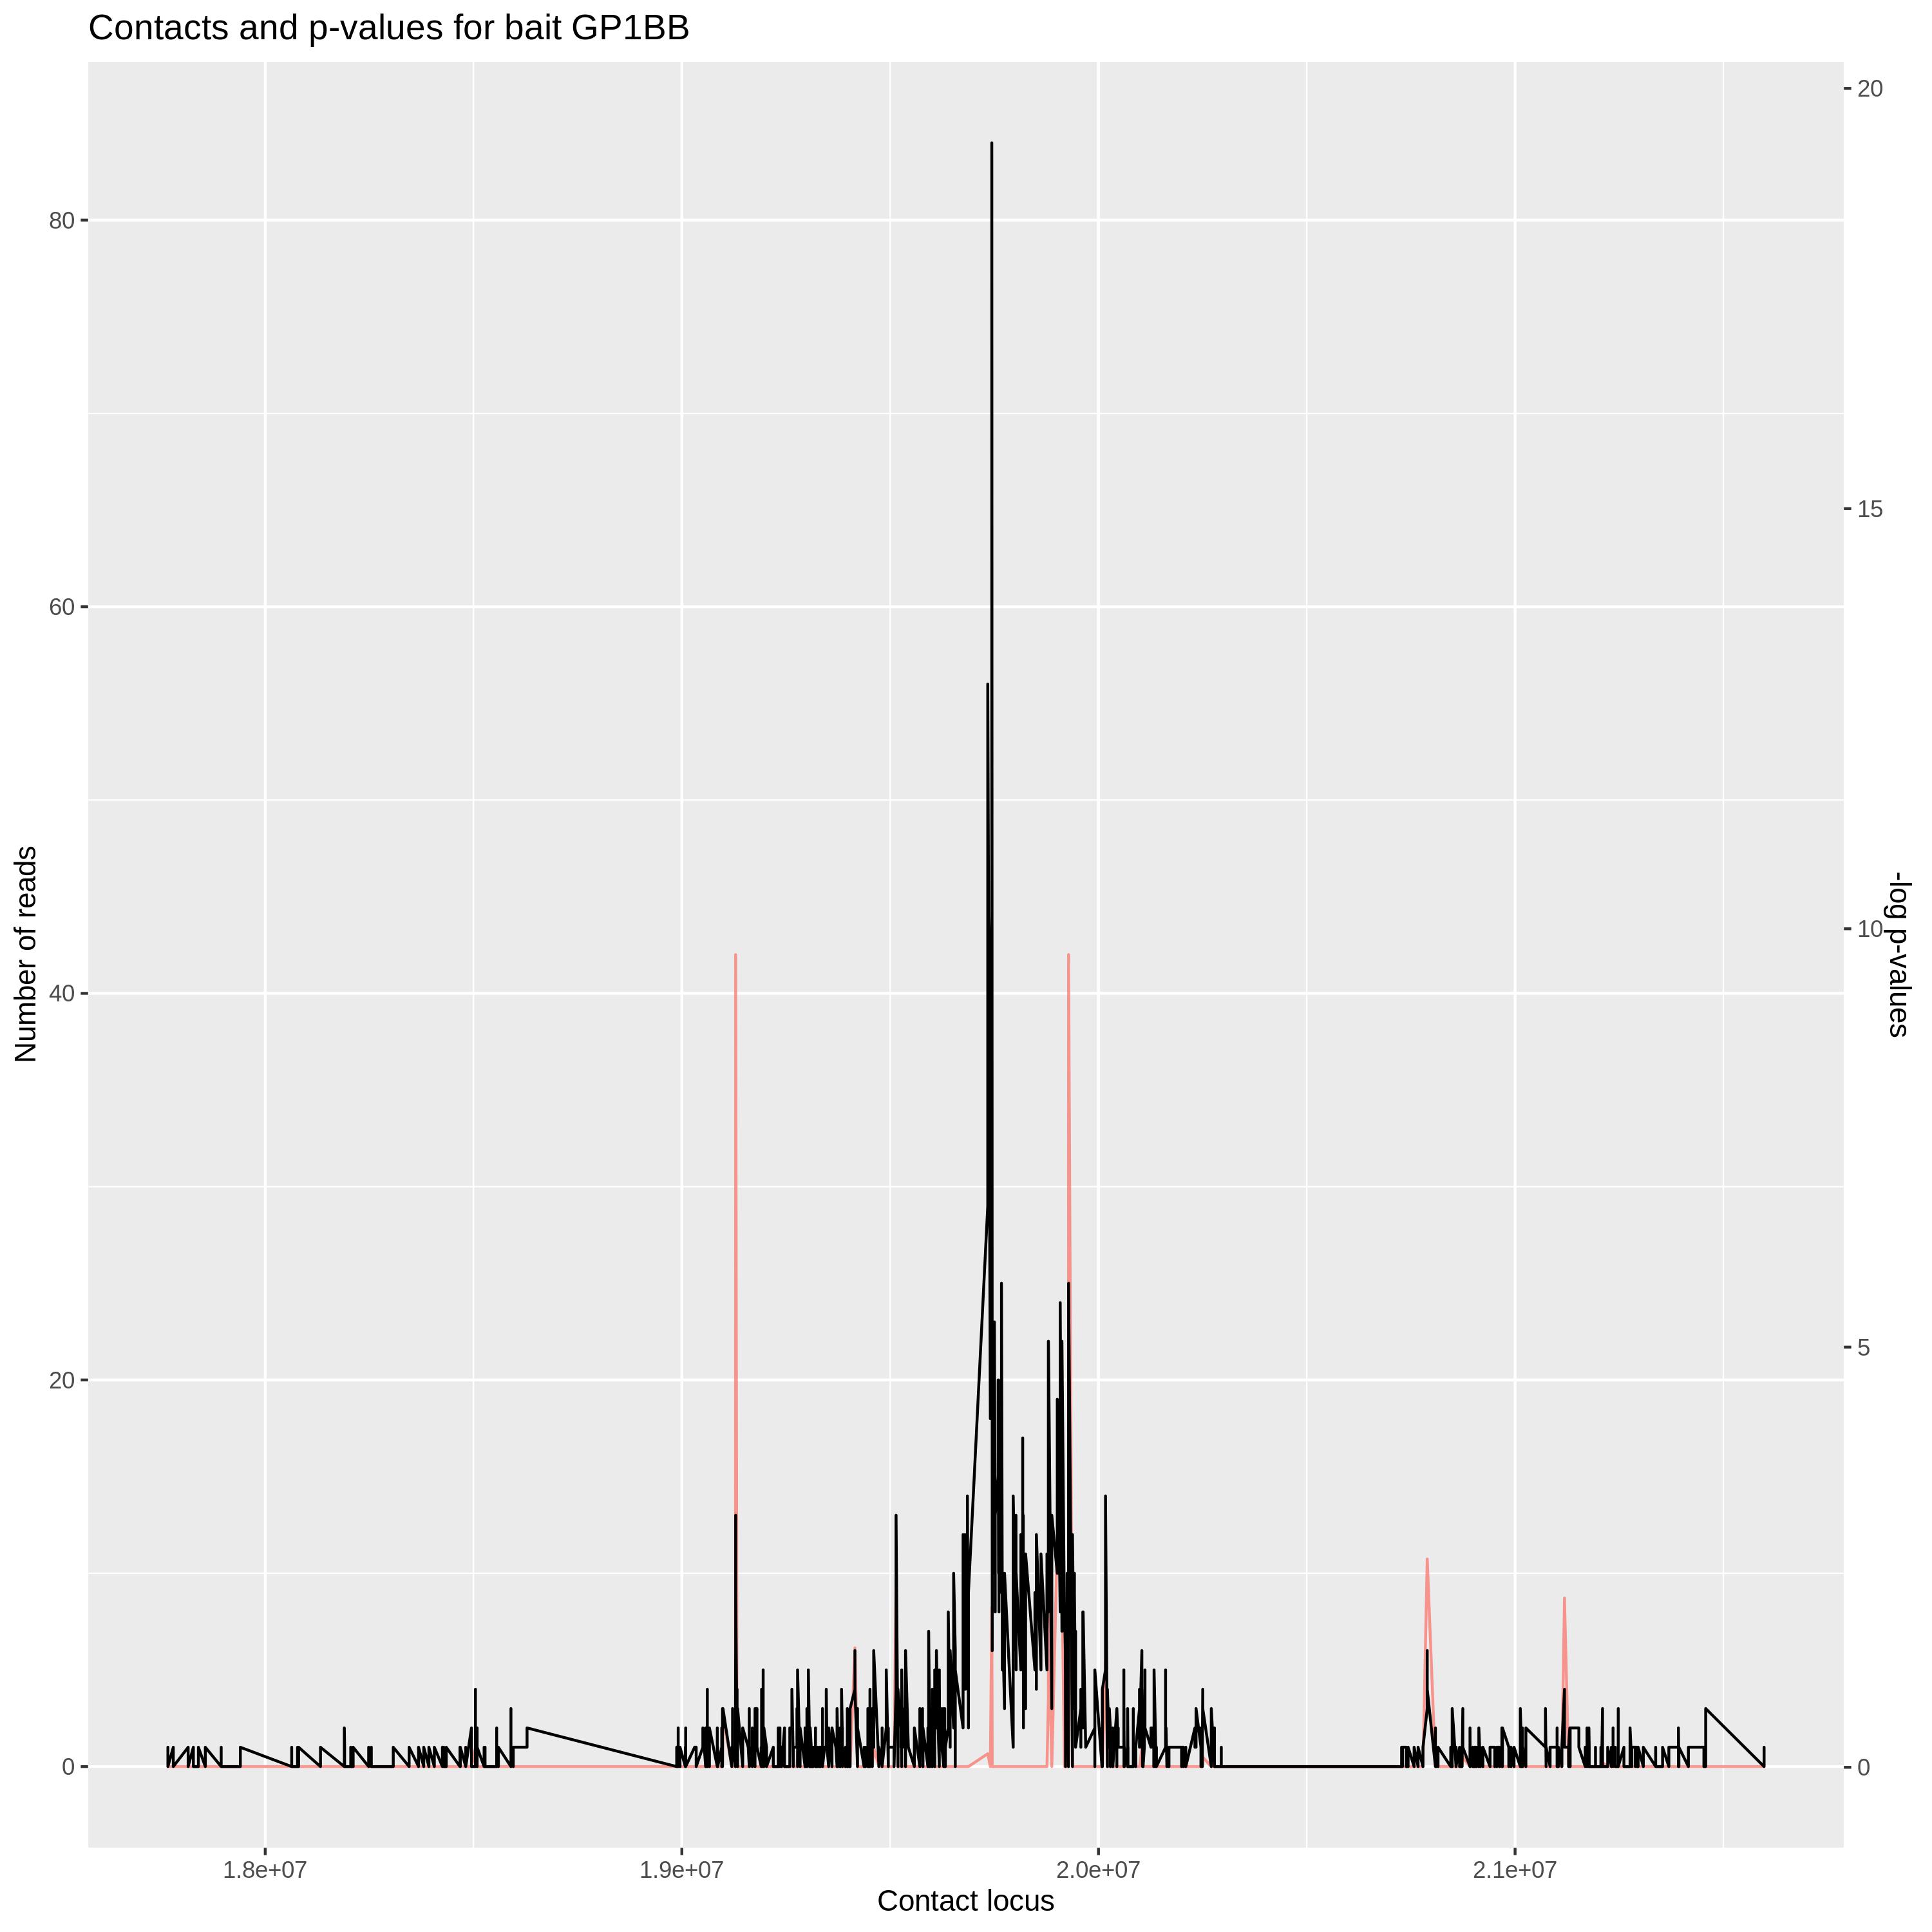 Contacts and p-values for bait GP1BB
Number of reads
80
60
40
20
0
20
15
10
5
0
-log p-values
1.8e+07
1.9e+07
2.0e+07
2.1e+07
Contact locus